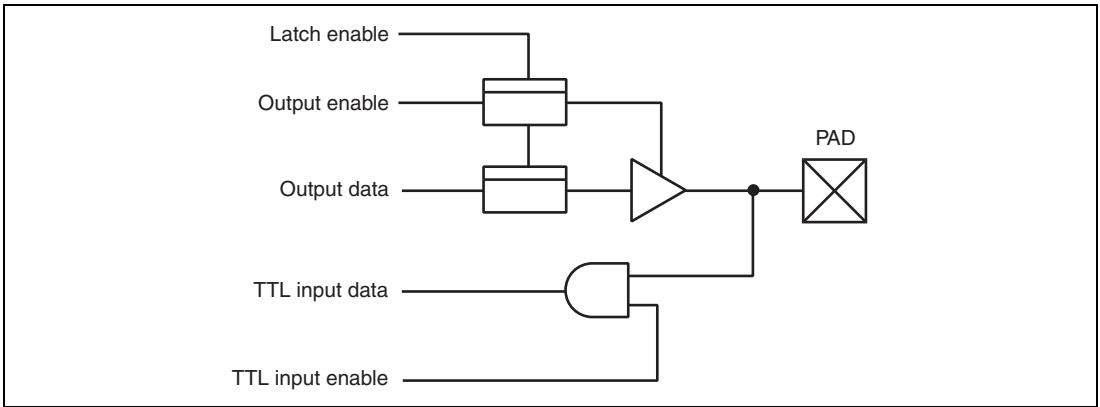 Latch enable
Output enable
PAD
Output data
TTL input data
TTL input enable